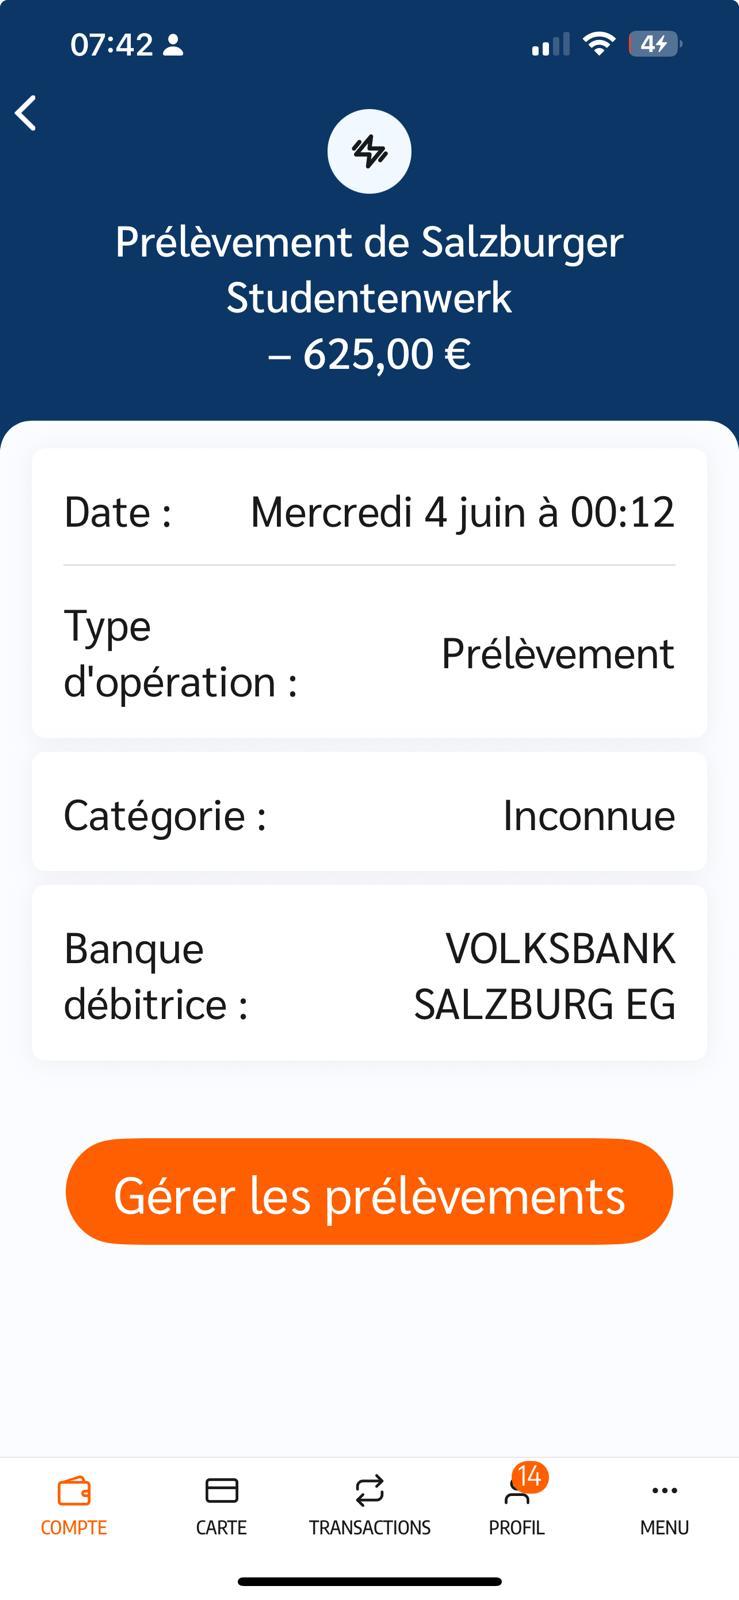 07:42
4
Prélèvement de Salzburger
Studentenwerk
– 625,00 €
Date : Mercredi 4 juin à 00:12
Type
d'opération :
Prélèvement
Catégorie : Inconnue
Banque
débitrice :
VOLKSBANK
SALZBURG EG
Gérer les prélèvements
14
COMPTE CARTE TRANSACTIONS PROFIL MENU